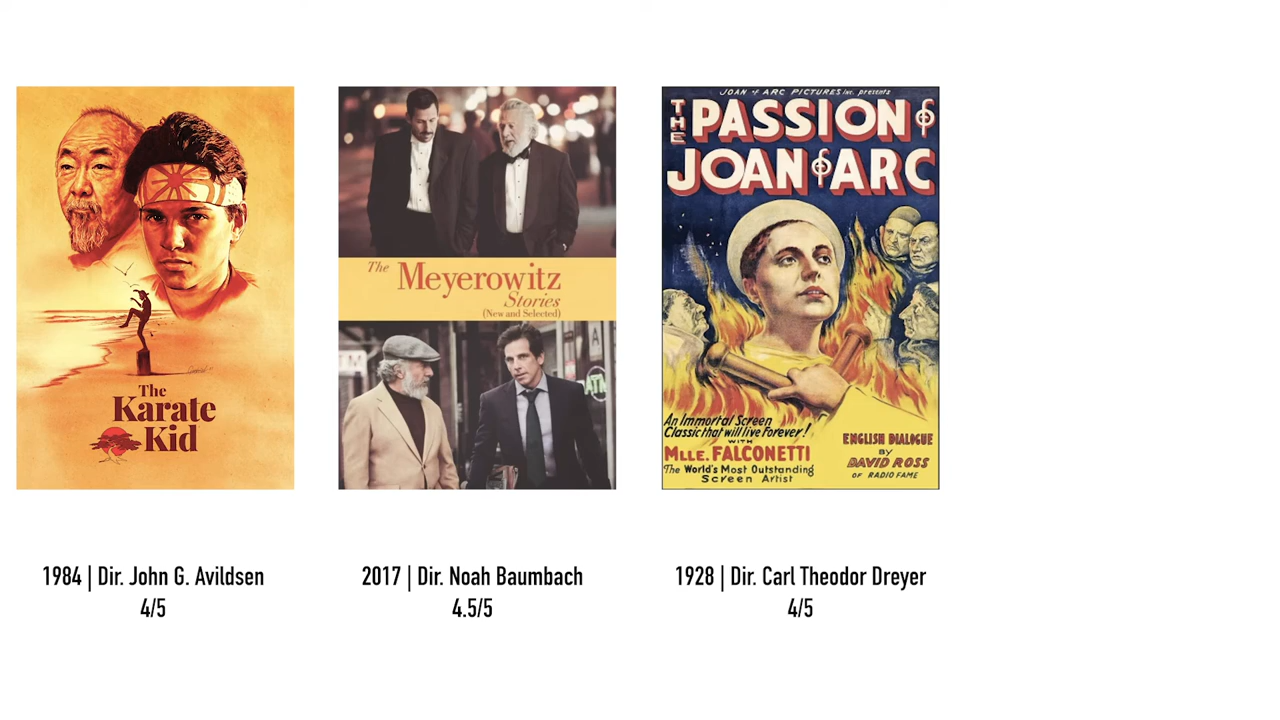 The
Karate
Kid
1984 | Dir. John G. Avildsen
4/5
The
Meyerowitz
Stories
(New and Selected)
ATM
2017 | Dir. Noah Baumbach
4.5/5
JOAN of ARC PICTURES Inc. presents
THE PASSION of
JOAN of ARC
An Immortal Screen
Classic that will live Forever!
WITH
MLLE. FALCONETTI
The World's Most Outstanding
Screen Artist
ENGLISH DIALOGUE
BY
DAVID ROSS
OF RADIO FAME
1928 | Dir. Carl Theodor Dreyer
4/5